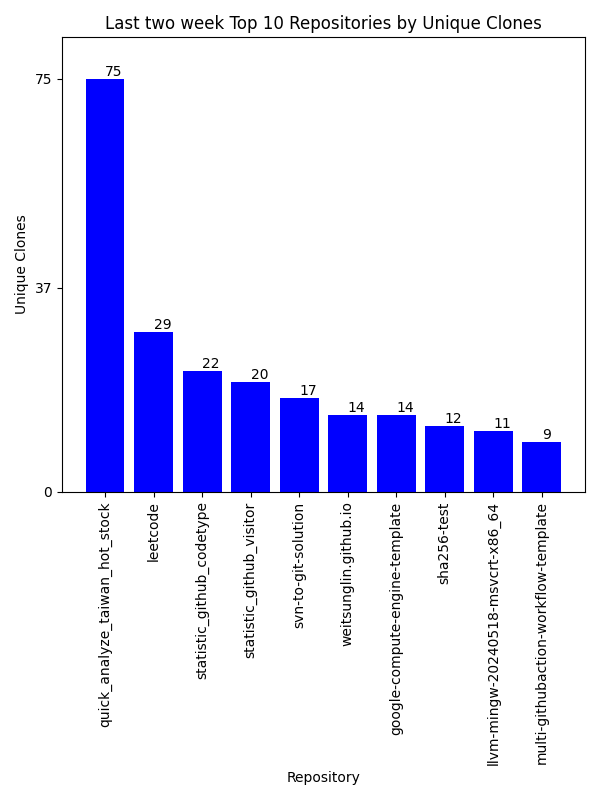 Last two week Top 10 Repositories by Unique Clones
Unique Clones
75
37
0
75
29
22
20
17
14
14
12
11
9
quick_analyze_taiwan_hot_stock
leetcode
statistic_github_codetype
statistic_github_visitor
svn-to-git-solution
weitsunglin.github.io
google-compute-engine-template
sha256-test
llvm-mingw-20240518-msvcrt-x86_64
multi-githubaction-workflow-template
Repository